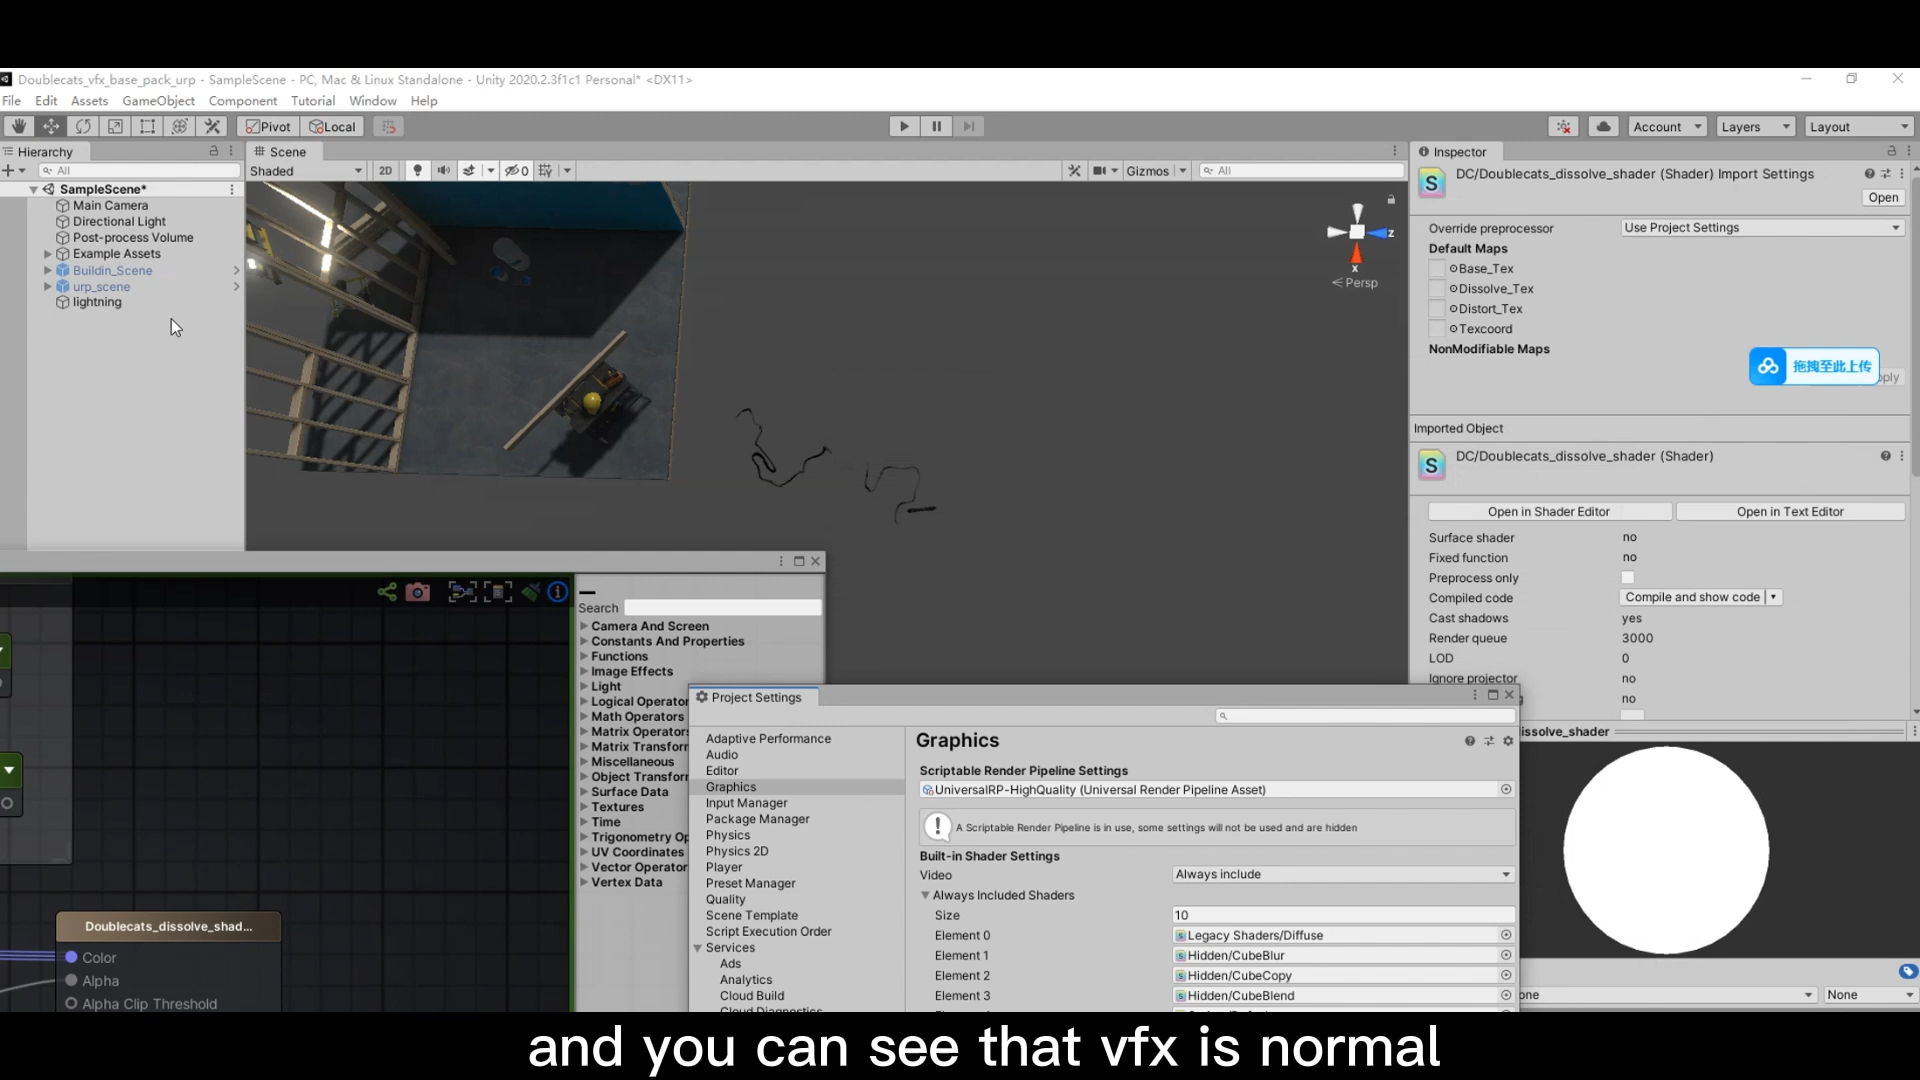 Doublecats_vfx_base_pack_urp - SampleScene - PC, Mac & Linux Standalone - Unity 2020.2.3f1c1 Personal* <DX11>
File Edit Assets GameObject Component Tutorial Window Help
Pivot Local Account Layers Layout
Hierarchy
All
SampleScene*
Main Camera
Directional Light
Post-process Volume
Example Assets
Buildin_Scene
urp_scene
lightning
Scene
Shaded 2D 0 Gizmos All
z
x
Persp
Inspector
DC/Doublecats_dissolve_shader (Shader) Import Settings
Open
Override preprocessor Use Project Settings
Default Maps
Base_Tex
Dissolve_Tex
Distort_Tex
Texcoord
NonModifiable Maps
拖拽至此上传
Imported Object
DC/Doublecats_dissolve_shader (Shader)
Open in Shader Editor Open in Text Editor
Surface shader no
Fixed function no
Preprocess only
Compiled code Compile and show code
Cast shadows yes
Render queue 3000
LOD 0
Ignore projector no
no
issolve_shader
None
Search
Camera And Screen
Constants And Properties
Functions
Image Effects
Light
Logical Operator
Math Operators
Matrix Operator
Matrix Transform
Miscellaneous
Object Transform
Surface Data
Textures
Time
Trigonometry Op
UV Coordinates
Vector Operator
Vertex Data
Doublecats_dissolve_shad...
Color
Alpha
Alpha Clip Threshold
Project Settings
Adaptive Performance
Audio
Editor
Graphics
Input Manager
Package Manager
Physics
Physics 2D
Player
Preset Manager
Quality
Scene Template
Script Execution Order
Services
Ads
Analytics
Cloud Build
Cloud Diagnostics
Graphics
Scriptable Render Pipeline Settings
UniversalRP-HighQuality (Universal Render Pipeline Asset)
A Scriptable Render Pipeline is in use, some settings will not be used and are hidden
Built-in Shader Settings
Video Always include
Always Included Shaders
Size 10
Element 0 Legacy Shaders/Diffuse
Element 1 Hidden/CubeBlur
Element 2 Hidden/CubeCopy
Element 3 Hidden/CubeBlend
and you can see that vfx is normal